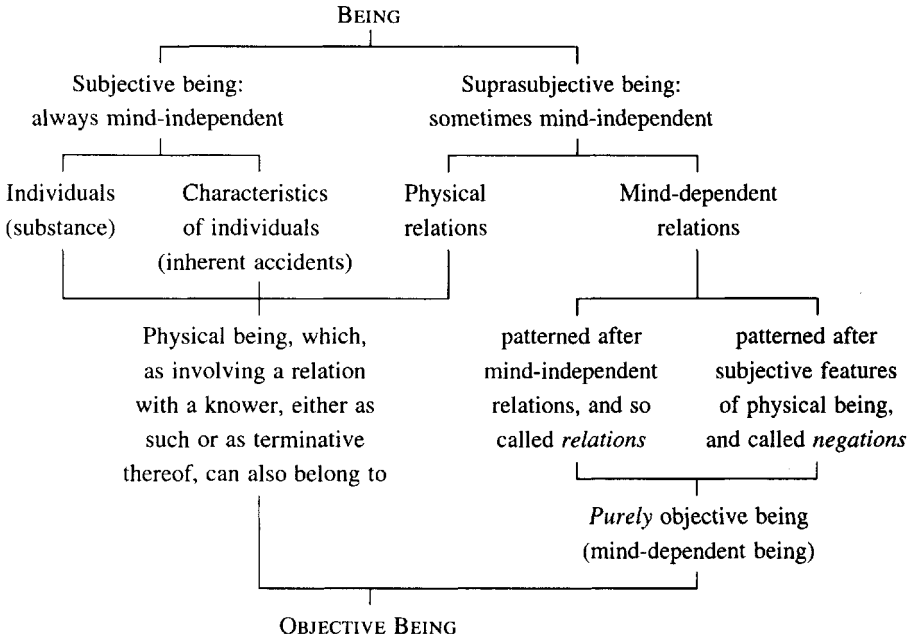 BEING
Subjective being:
always mind-independent
Suprasubjective being:
sometimes mind-independent
Individuals
(substance)
Characteristics
of individuals
(inherent accidents)
Physical
relations
Mind-dependent
relations
Physical being, which,
as involving a relation
with a knower, either as
such or as terminative
thereof, can also belong to
patterned after
mind-independent
relations, and so
called relations
patterned after
subjective features
of physical being,
and called negations
Purely objective being
(mind-dependent being)
OBJECTIVE BEING